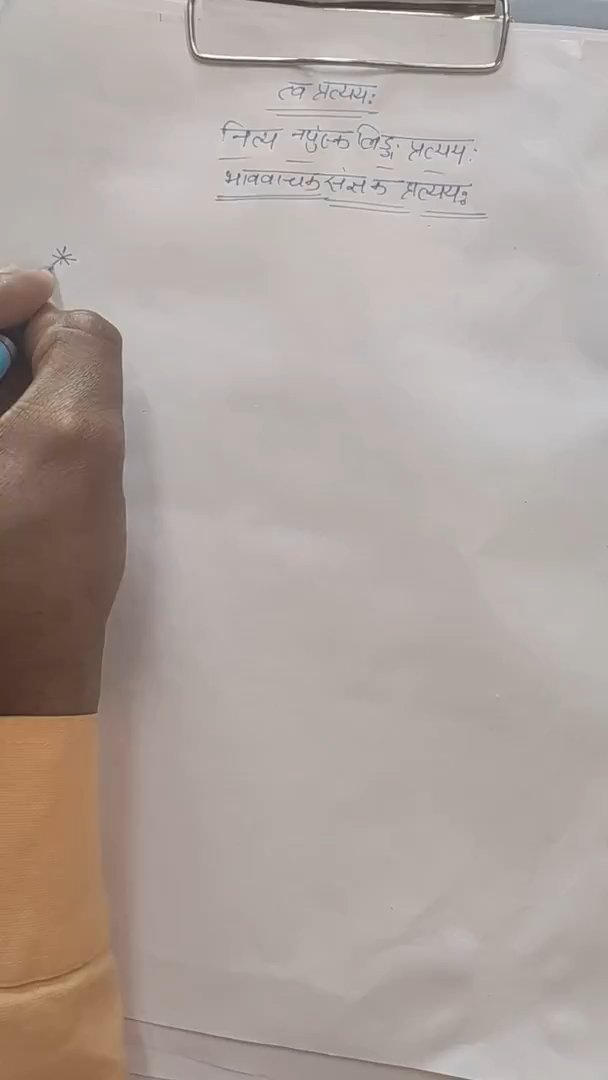 त्व प्रत्ययः
नित्य नपुंस्क लिङ्गः प्रत्ययः
भाववाचक संसक प्रत्ययः
*